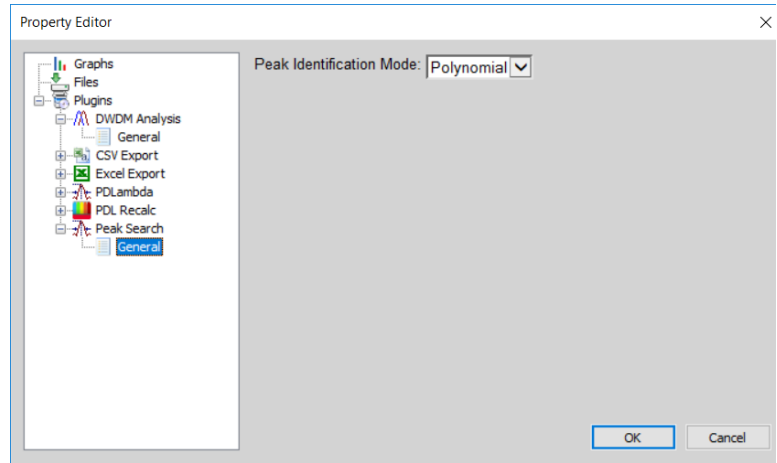 Property Editor
Graphs
Files
Plugins
DWDM Analysis
General
CSV Export
Excel Export
PDLambda
PDL Recalc
Peak Search
General
Peak Identification Mode: Polynomial
OK Cancel